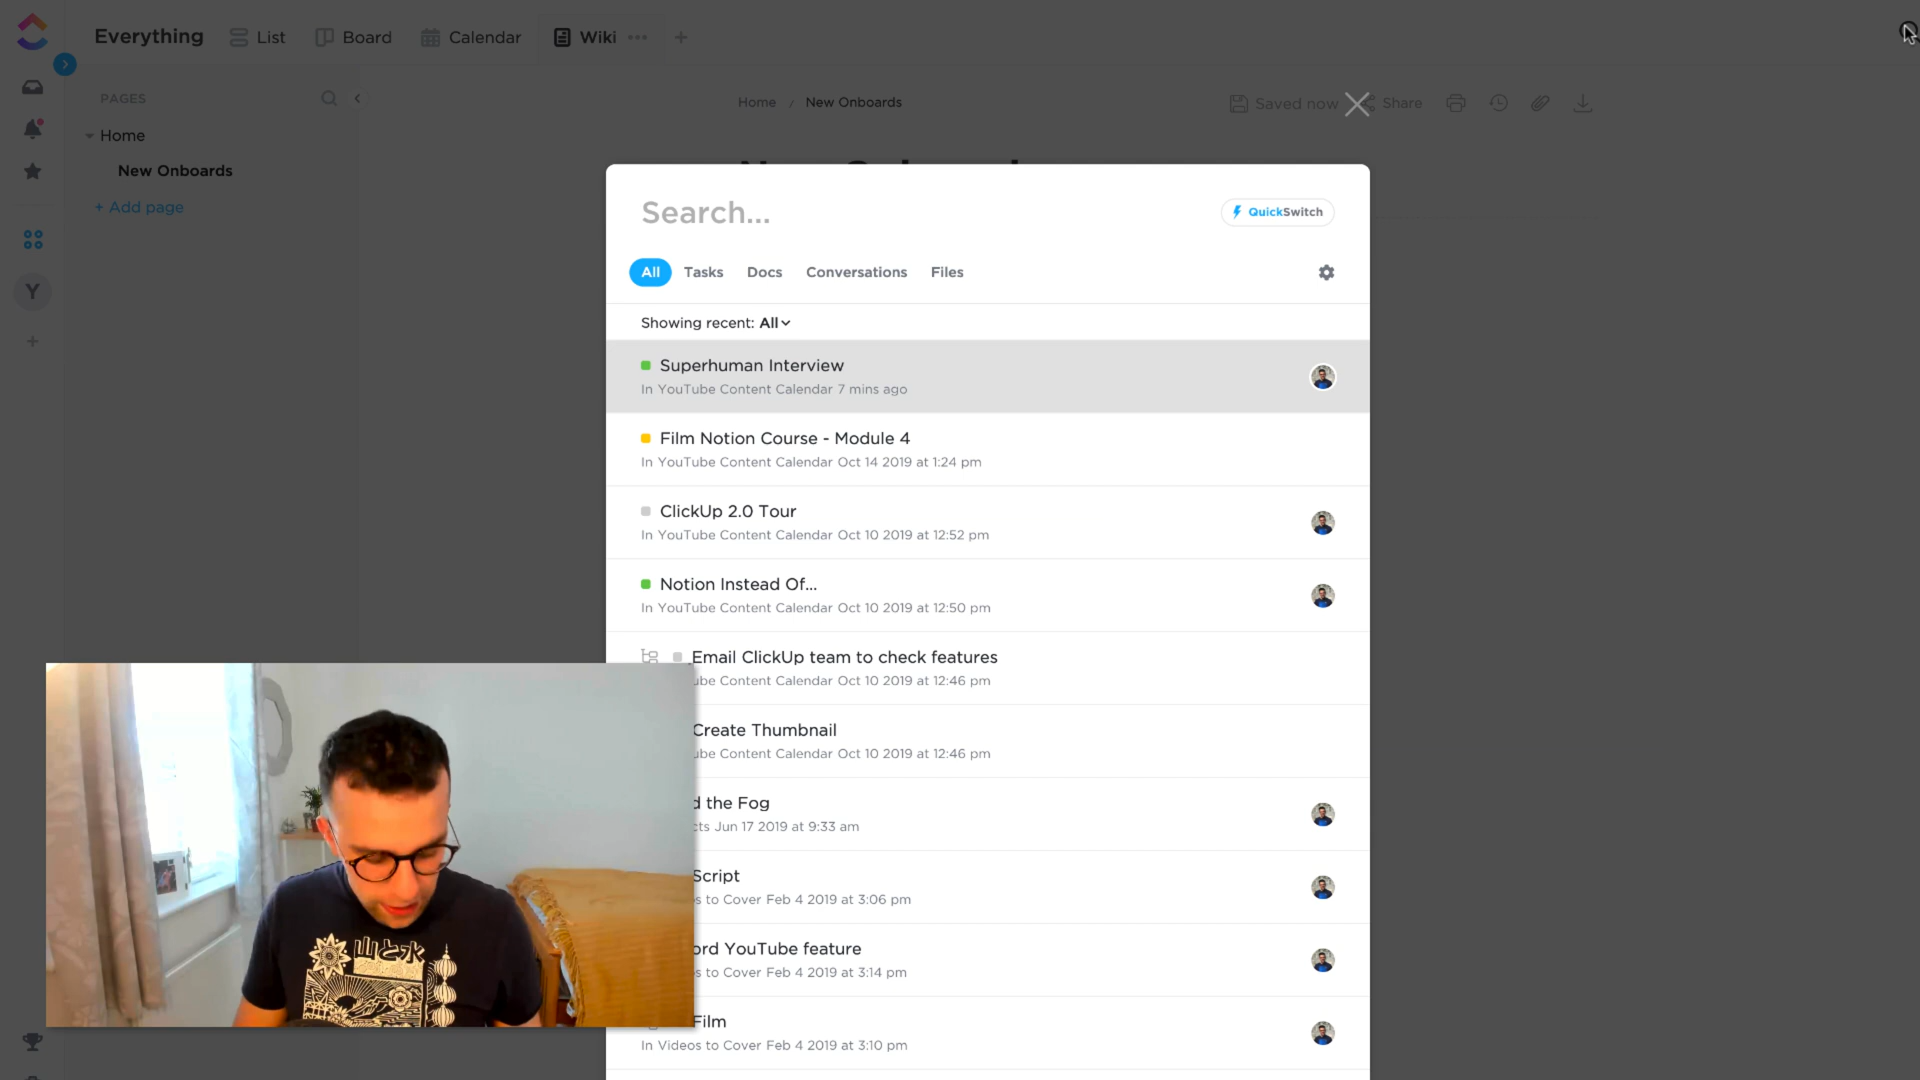 Everything
List
Board
Calendar
Wiki
PAGES
Home
New Onboards
+ Add page
Y
Home / New Onboards
Saved now
Share
Search...
QuickSwitch
All
Tasks
Docs
Conversations
Files
Showing recent: All
Superhuman Interview
In YouTube Content Calendar 7 mins ago
Film Notion Course - Module 4
In YouTube Content Calendar Oct 14 2019 at 1:24 pm
ClickUp 2.0 Tour
In YouTube Content Calendar Oct 10 2019 at 12:52 pm
Notion Instead Of...
In YouTube Content Calendar Oct 10 2019 at 12:50 pm
Email ClickUp team to check features
Content Calendar Oct 10 2019 at 12:46 pm
Create Thumbnail
Content Calendar Oct 10 2019 at 12:46 pm
the Fog
Jun 17 2019 at 9:33 am
Script
to Cover Feb 4 2019 at 3:06 pm
YouTube feature
to Cover Feb 4 2019 at 3:14 pm
Film
In Videos to Cover Feb 4 2019 at 3:10 pm
山と水